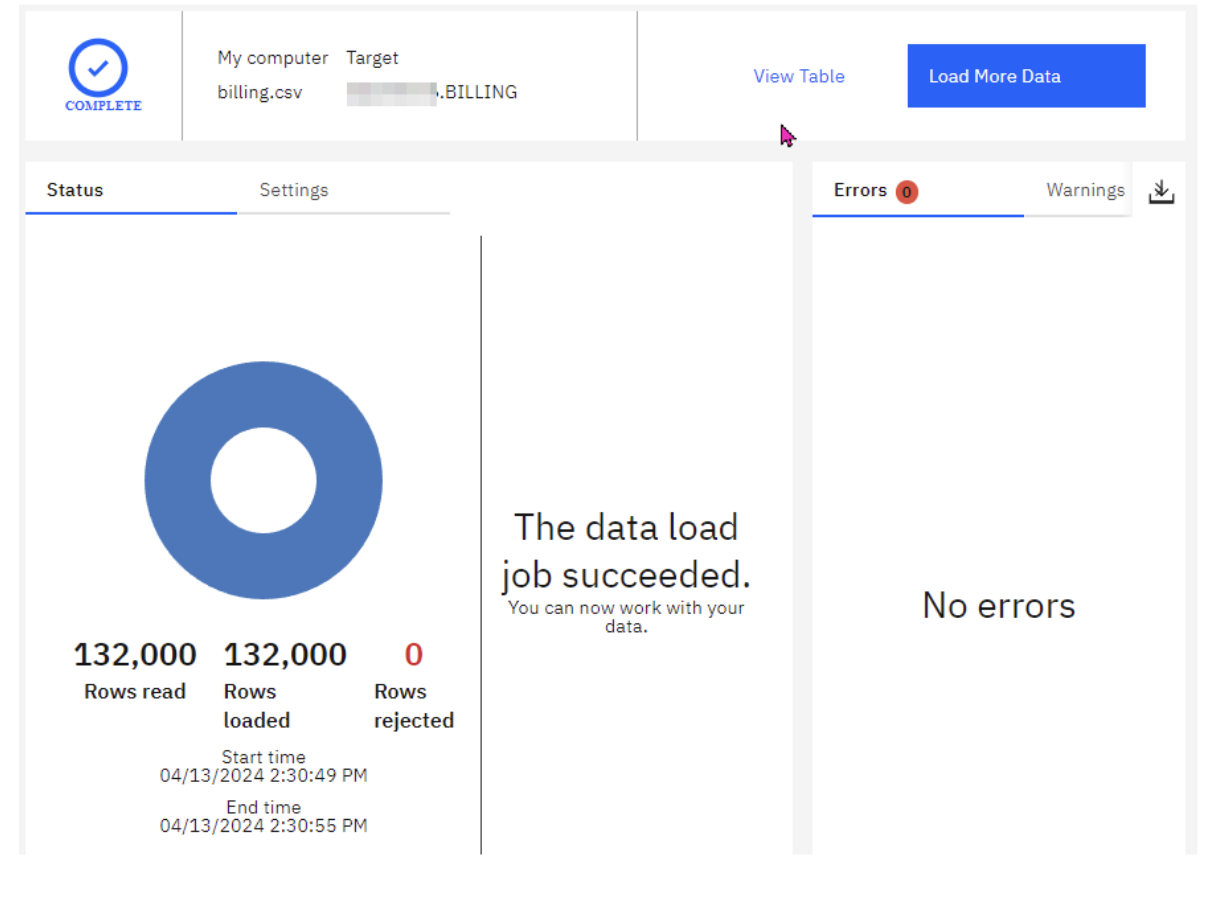 My computer Target
COMPLETE
billing.csv .BILLING
View Table
Load More Data
Status
Settings
Errors 0
Warnings
The data load
job succeeded.
You can now work with your
data.
No errors
132,000 132,000 0
Rows read Rows loaded Rows rejected
Start time
04/13/2024 2:30:49 PM
End time
04/13/2024 2:30:55 PM